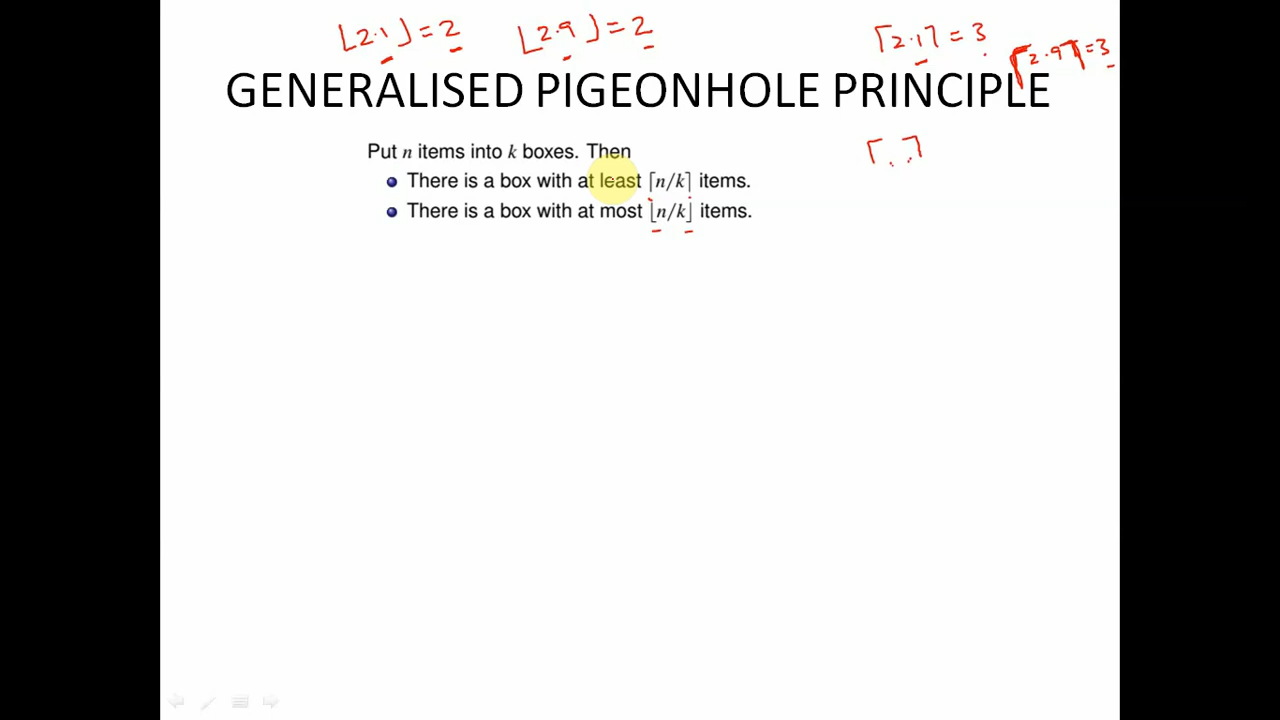 ⌊2.1⌋ = 2 ⌊2.9⌋ = 2 ⌈2.1⌉ = 3
⌈2.9⌉ = 3
GENERALISED PIGEONHOLE PRINCIPLE
Put n items into k boxes. Then
⌈..⌉
There is a box with at least ⌈n/k⌉ items.
There is a box with at most ⌊n/k⌋ items.